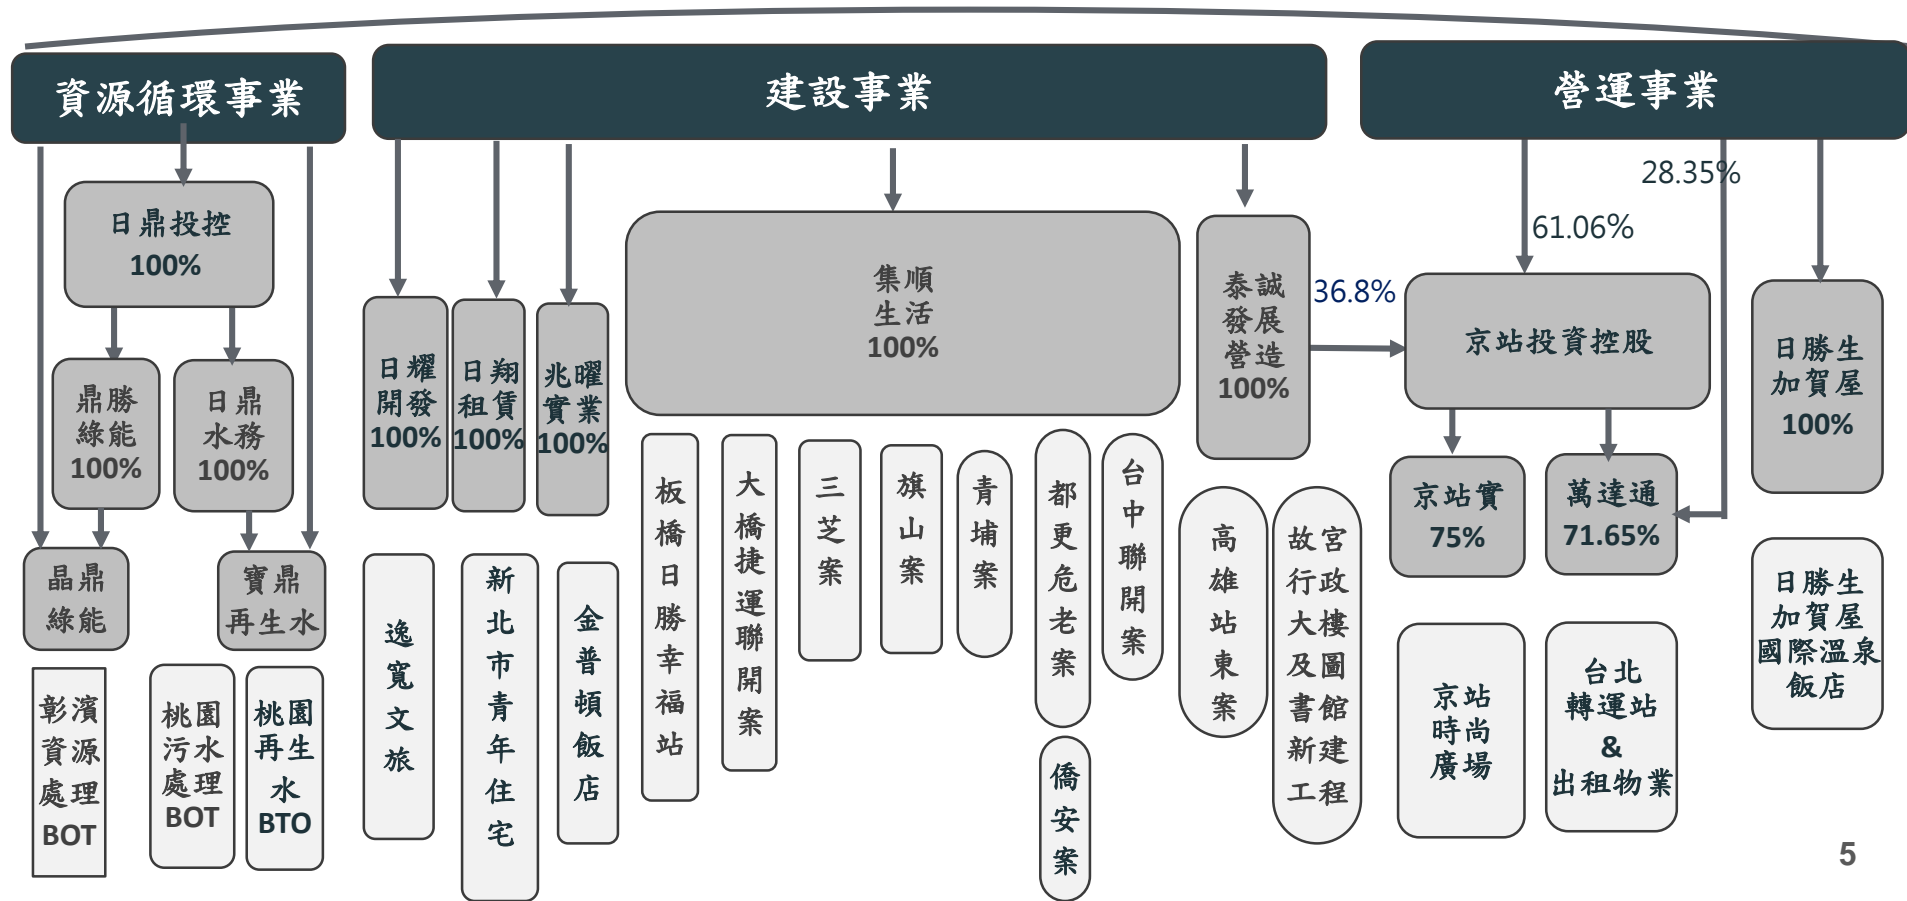 資源循環事業
建設事業
營運事業
28.35%
61.06%
36.8%
日鼎投控
100%
鼎勝
綠能
100%
日鼎
水務
100%
晶鼎
綠能
寶鼎
再生水
彰濱
資源
處理
BOT
桃園
污水
處理
BOT
桃園
再生
水
BTO
日耀
開發
100%
日翔
租賃
100%
兆曜
實業
100%
逸寬文旅
新北市青年住宅
金普頓飯店
集順
生活
100%
板橋日勝幸福站
大橋捷運聯開案
三芝案
旗山案
青埔案
都更危老案
僑安案
台中聯開案
泰誠
發展
營造
100%
高雄站東案
故宮
行政
大樓
及圖
書館
新建
工程
京站投資控股
京站實
75%
萬達通
71.65%
京站
時尚
廣場
台北
轉運站
&
出租物業
日勝生
加賀屋
100%
日勝生
加賀屋
國際溫泉
飯店
5